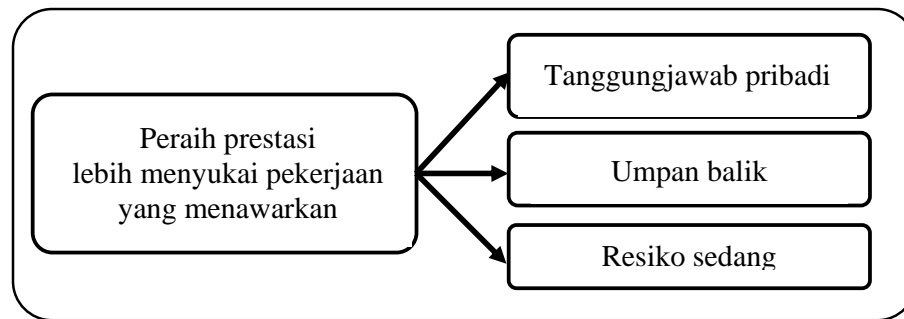 Peraih prestasi
lebih menyukai pekerjaan
yang menawarkan
Tanggungjawab pribadi
Umpan balik
Resiko sedang